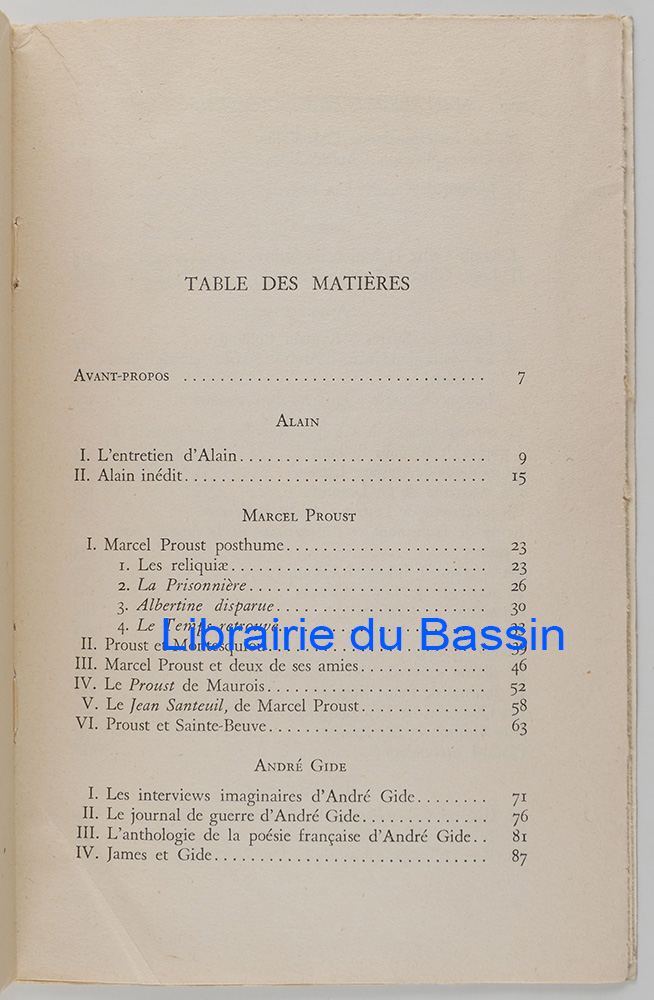 TABLE DES MATIÈRES
AVANT-PROPOS ................................. 7
ALAIN
I. L'entretien d'Alain........................... 9
II. Alain inédit................................. 15
MARCEL PROUST
I. Marcel Proust posthume...................... 23
1. Les reliquiæ............................ 23
2. La Prisonnière.......................... 26
3. Albertine disparue....................... 30
4. Le Temps retrouvé....................... 33
Librairie du Bassin
II. Proust et Montesquiou........................ 39
III. Marcel Proust et deux de ses amies.............. 46
IV. Le Proust de Maurois........................ 52
V. Le Jean Santeuil, de Marcel Proust.............. 58
VI. Proust et Sainte-Beuve........................ 63
ANDRÉ GIDE
I. Les interviews imaginaires d'André Gide........ 71
II. Le journal de guerre d'André Gide.............. 76
III. L'anthologie de la poésie française d'André Gide.. 81
IV. James et Gide.............................. 87